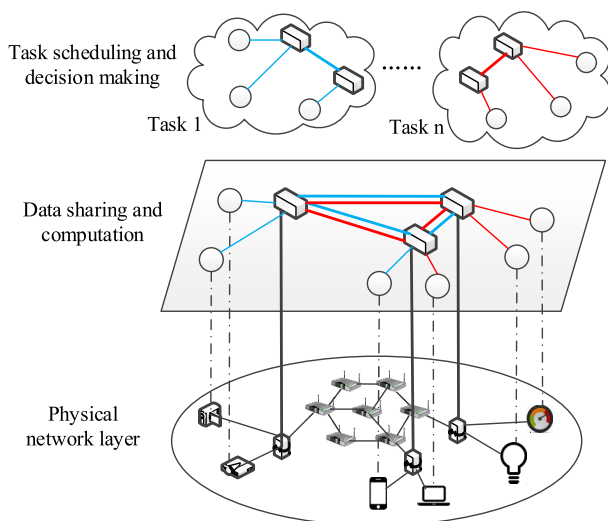 Task scheduling and
decision making
Task 1
......
Task n
Data sharing and
computation
Physical
network layer